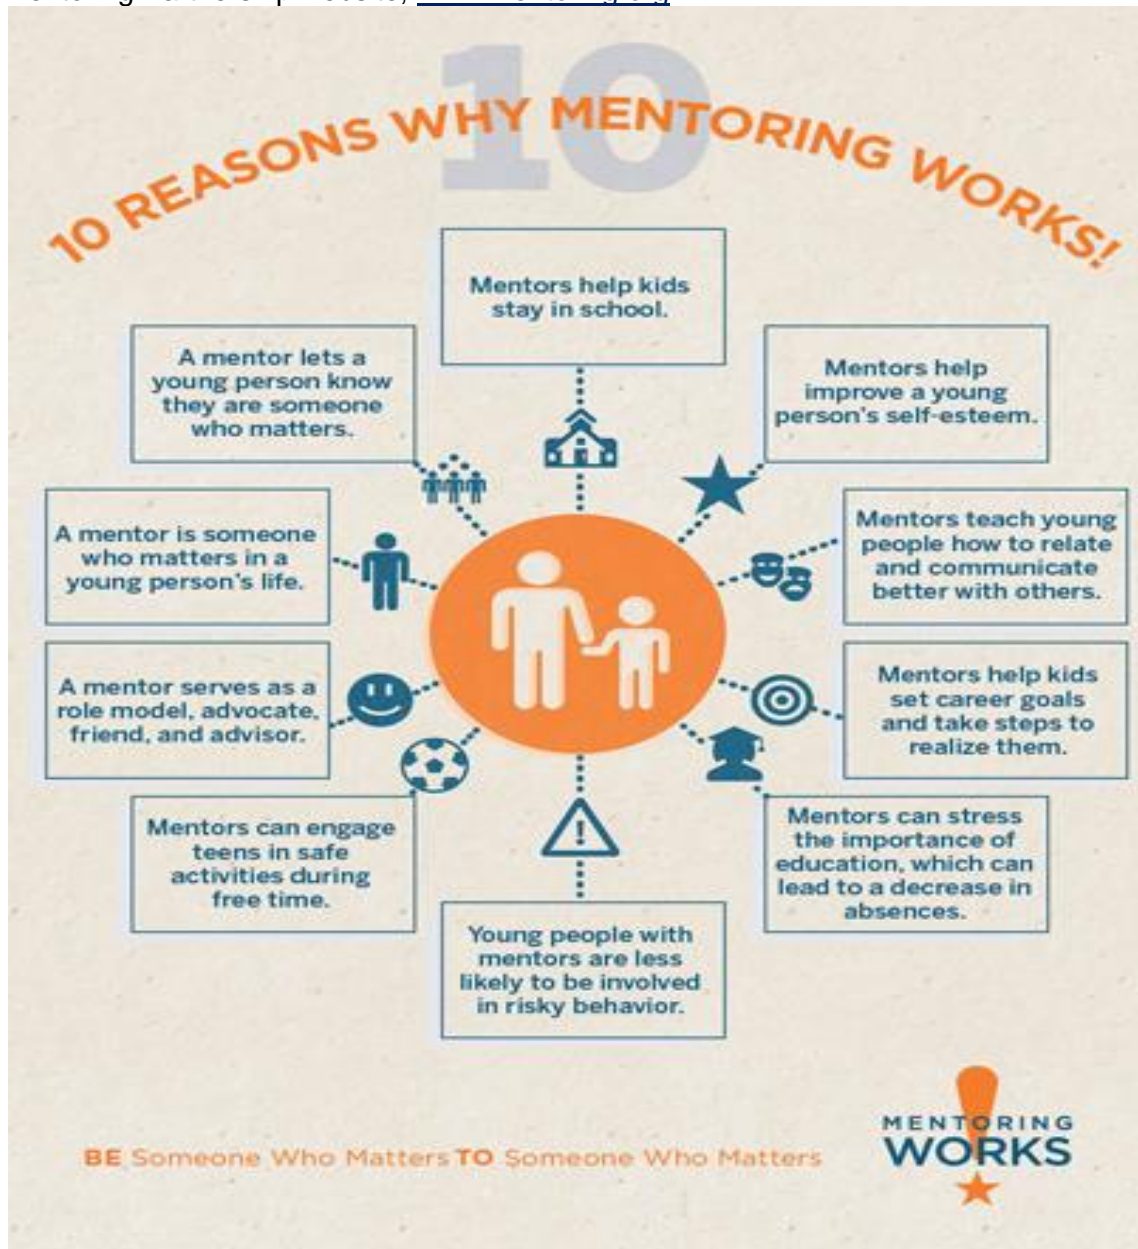 10
10 REASONS WHY MENTORING WORKS!
Mentors help kids
stay in school.
Mentors help
improve a young
person's self-esteem.
Mentors teach young
people how to relate
and communicate
better with others.
Mentors help kids
set career goals
and take steps to
realize them.
Mentors can stress
the importance of
education, which can
lead to a decrease in
absences.
Young people with
mentors are less
likely to be involved
in risky behavior.
Mentors can engage
teens in safe
activities during
free time.
A mentor serves as a
role model, advocate,
friend, and advisor.
A mentor is someone
who matters in a
young person's life.
A mentor lets a
young person know
they are someone
who matters.
BE Someone Who Matters TO Someone Who Matters
MENTORING
WORKS